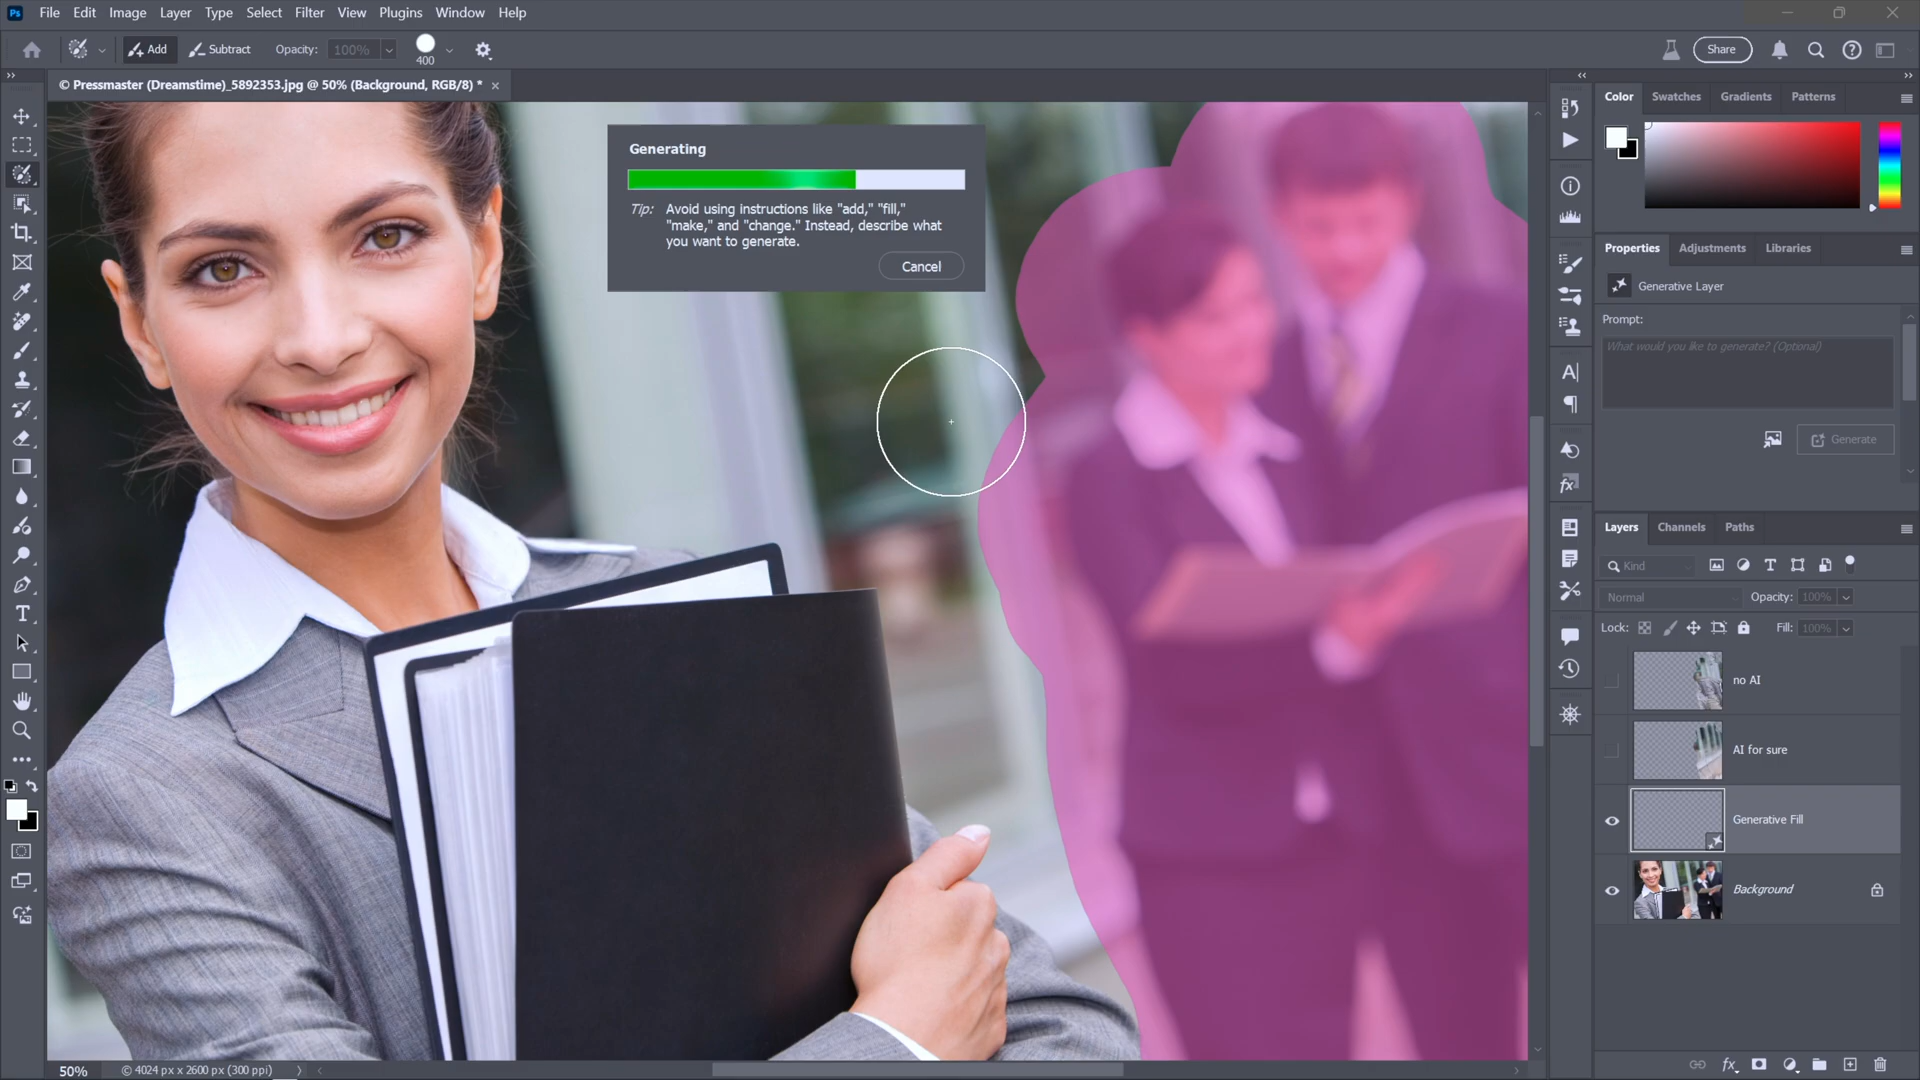 Ps File Edit Image Layer Type Select Filter View Plugins Window Help
Add Subtract Opacity: 100% 400 Share
© Pressmaster (Dreamstime)_5892353.jpg @ 50% (Background, RGB/8) *
Generating
Tip: Avoid using instructions like "add," "fill,"
"make," and "change." Instead, describe what
you want to generate.
Cancel
Color Swatches Gradients Patterns
Properties Adjustments Libraries
Generative Layer
Prompt:
What would you like to generate? (Optional)
Generate
Layers Channels Paths
Kind
Normal Opacity: 100%
Lock: Fill: 100%
no AI
AI for sure
Generative Fill
Background
fx
50% © 4024 px x 2600 px (300 ppi)